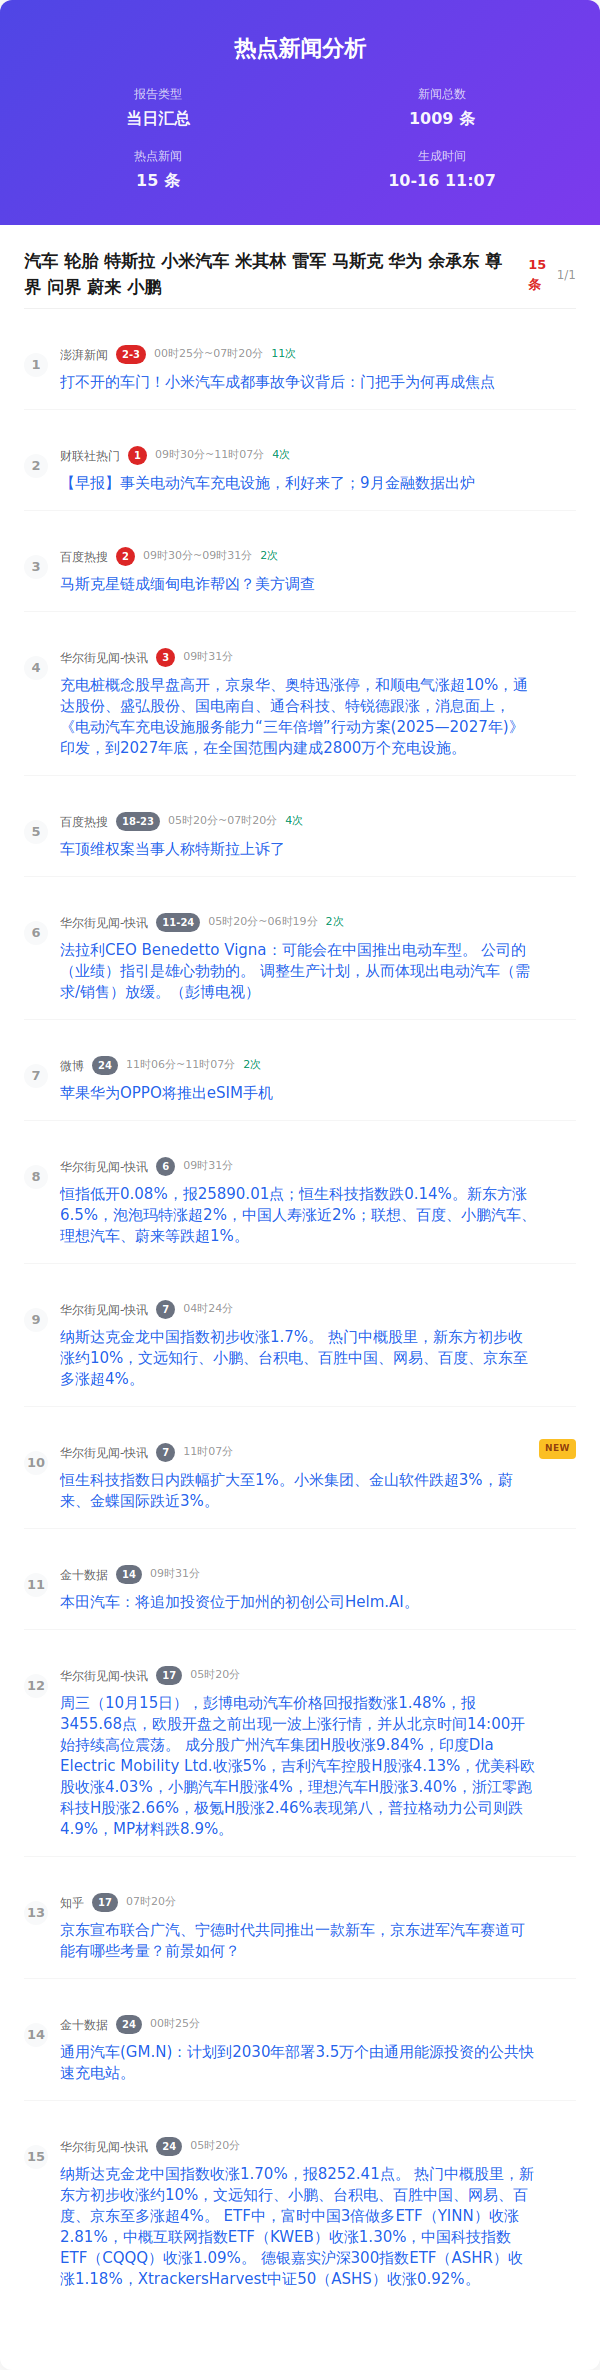 热点新闻分析
报告类型
当日汇总
新闻总数
1009 条
热点新闻
15 条
生成时间
10-16 11:07
汽车 轮胎 特斯拉 小米汽车 米其林 雷军 马斯克 华为 余承东 尊
界 问界 蔚来 小鹏
15
条
1/1
1
澎湃新闻 2-3 00时25分~07时20分 11次
打不开的车门！小米汽车成都事故争议背后：门把手为何再成焦点
2
财联社热门 1 09时30分~11时07分 4次
【早报】事关电动汽车充电设施，利好来了；9月金融数据出炉
3
百度热搜 2 09时30分~09时31分 2次
马斯克星链成缅甸电诈帮凶？美方调查
4
华尔街见闻-快讯 3 09时31分
充电桩概念股早盘高开，京泉华、奥特迅涨停，和顺电气涨超10%，通
达股份、盛弘股份、国电南自、通合科技、特锐德跟涨，消息面上，
《电动汽车充电设施服务能力“三年倍增”行动方案(2025—2027年)》
印发，到2027年底，在全国范围内建成2800万个充电设施。
5
百度热搜 18-23 05时20分~07时20分 4次
车顶维权案当事人称特斯拉上诉了
6
华尔街见闻-快讯 11-24 05时20分~06时19分 2次
法拉利CEO Benedetto Vigna：可能会在中国推出电动车型。 公司的
（业绩）指引是雄心勃勃的。 调整生产计划，从而体现出电动汽车（需
求/销售）放缓。（彭博电视）
7
微博 24 11时06分~11时07分 2次
苹果华为OPPO将推出eSIM手机
8
华尔街见闻-快讯 6 09时31分
恒指低开0.08%，报25890.01点；恒生科技指数跌0.14%。新东方涨
6.5%，泡泡玛特涨超2%，中国人寿涨近2%；联想、百度、小鹏汽车、
理想汽车、蔚来等跌超1%。
9
华尔街见闻-快讯 7 04时24分
纳斯达克金龙中国指数初步收涨1.7%。 热门中概股里，新东方初步收
涨约10%，文远知行、小鹏、台积电、百胜中国、网易、百度、京东至
多涨超4%。
10
华尔街见闻-快讯 7 11时07分
NEW
恒生科技指数日内跌幅扩大至1%。小米集团、金山软件跌超3%，蔚
来、金蝶国际跌近3%。
11
金十数据 14 09时31分
本田汽车：将追加投资位于加州的初创公司Helm.AI。
12
华尔街见闻-快讯 17 05时20分
周三（10月15日），彭博电动汽车价格回报指数涨1.48%，报
3455.68点，欧股开盘之前出现一波上涨行情，并从北京时间14:00开
始持续高位震荡。 成分股广州汽车集团H股收涨9.84%，印度Dla
Electric Mobility Ltd.收涨5%，吉利汽车控股H股涨4.13%，优美科欧
股收涨4.03%，小鹏汽车H股涨4%，理想汽车H股涨3.40%，浙江零跑
科技H股涨2.66%，极氪H股涨2.46%表现第八，普拉格动力公司则跌
4.9%，MP材料跌8.9%。
13
知乎 17 07时20分
京东宣布联合广汽、宁德时代共同推出一款新车，京东进军汽车赛道可
能有哪些考量？前景如何？
14
金十数据 24 00时25分
通用汽车(GM.N)：计划到2030年部署3.5万个由通用能源投资的公共快
速充电站。
15
华尔街见闻-快讯 24 05时20分
纳斯达克金龙中国指数收涨1.70%，报8252.41点。 热门中概股里，新
东方初步收涨约10%，文远知行、小鹏、台积电、百胜中国、网易、百
度、京东至多涨超4%。 ETF中，富时中国3倍做多ETF（YINN）收涨
2.81%，中概互联网指数ETF（KWEB）收涨1.30%，中国科技指数
ETF（CQQQ）收涨1.09%。 德银嘉实沪深300指数ETF（ASHR）收
涨1.18%，XtrackersHarvest中证50（ASHS）收涨0.92%。